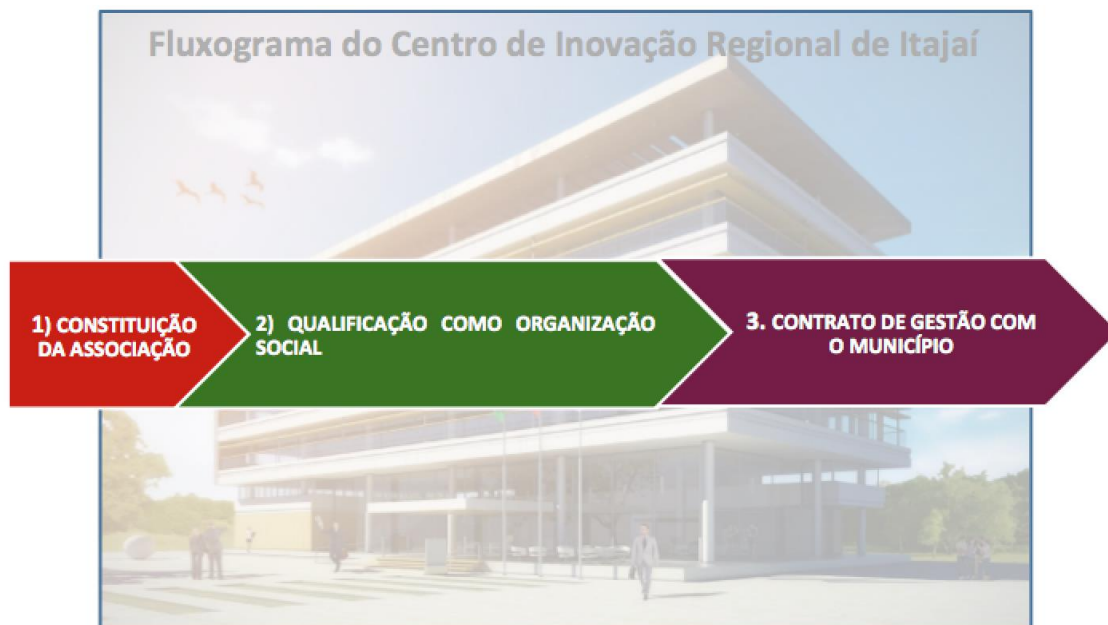 Fluxograma do Centro de Inovação Regional de Itajaí
1) CONSTITUIÇÃO
DA ASSOCIAÇÃO
2) QUALIFICAÇÃO COMO ORGANIZAÇÃO
SOCIAL
3. CONTRATO DE GESTÃO COM
O MUNICÍPIO